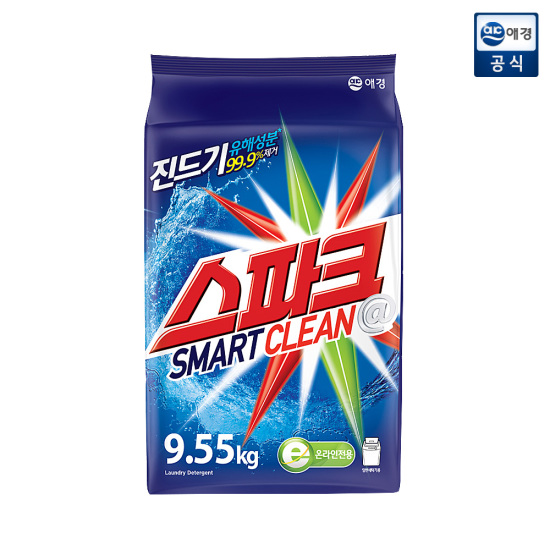 애경
공식
애경
진드기 유해성분*
99.9%제거
스파크
SMART CLEAN @
9.55kg
Laundry Detergent
e 온라인전용